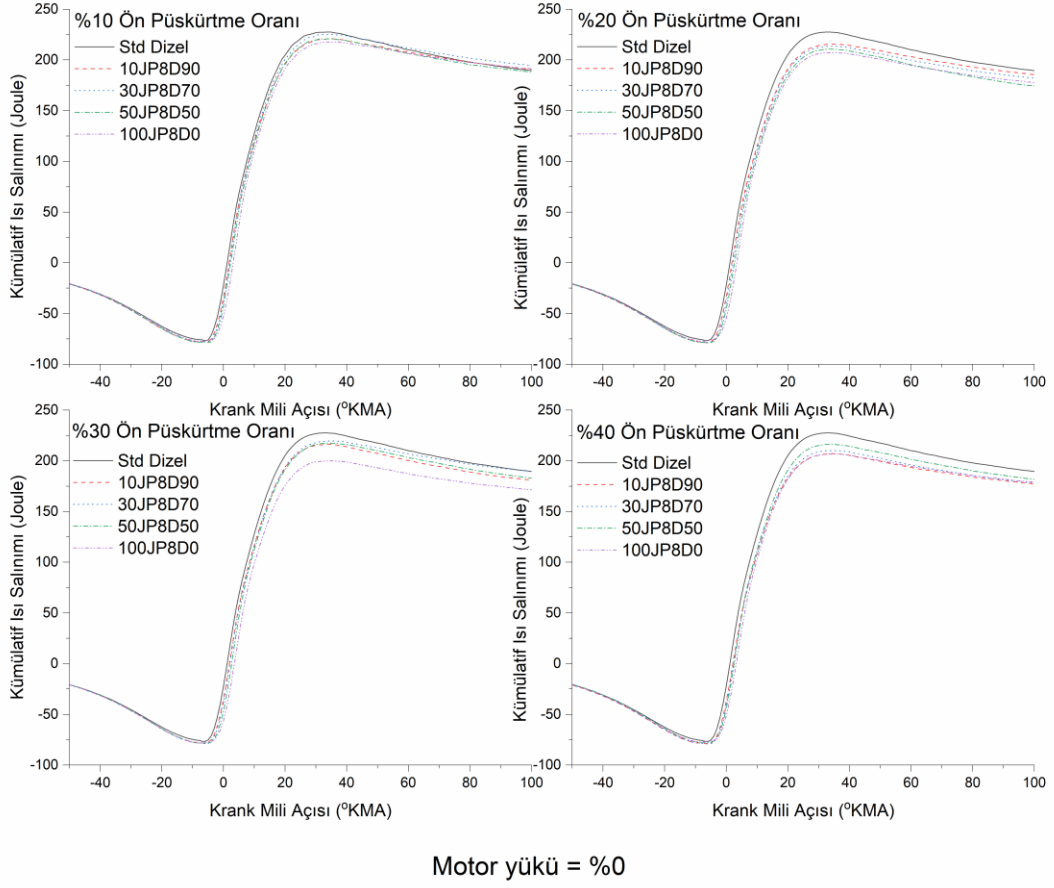 %10 Ön Püskürtme Oranı
Std Dizel
10JP8D90
30JP8D70
50JP8D50
100JP8D0
Kümülatif Isı Salınımı (Joule)
250
200
150
100
50
0
-50
-100
-40 -20 0 20 40 60 80 100
Krank Mili Açısı (°KMA)
%20 Ön Püskürtme Oranı
Std Dizel
10JP8D90
30JP8D70
50JP8D50
100JP8D0
Kümülatif Isı Salınımı (Joule)
250
200
150
100
50
0
-50
-100
-40 -20 0 20 40 60 80 100
Krank Mili Açısı (°KMA)
%30 Ön Püskürtme Oranı
Std Dizel
10JP8D90
30JP8D70
50JP8D50
100JP8D0
Kümülatif Isı Salınımı (Joule)
250
200
150
100
50
0
-50
-100
-40 -20 0 20 40 60 80 100
Krank Mili Açısı (°KMA)
%40 Ön Püskürtme Oranı
Std Dizel
10JP8D90
30JP8D70
50JP8D50
100JP8D0
Kümülatif Isı Salınımı (Joule)
250
200
150
100
50
0
-50
-100
-40 -20 0 20 40 60 80 100
Krank Mili Açısı (°KMA)
Motor yükü = %0